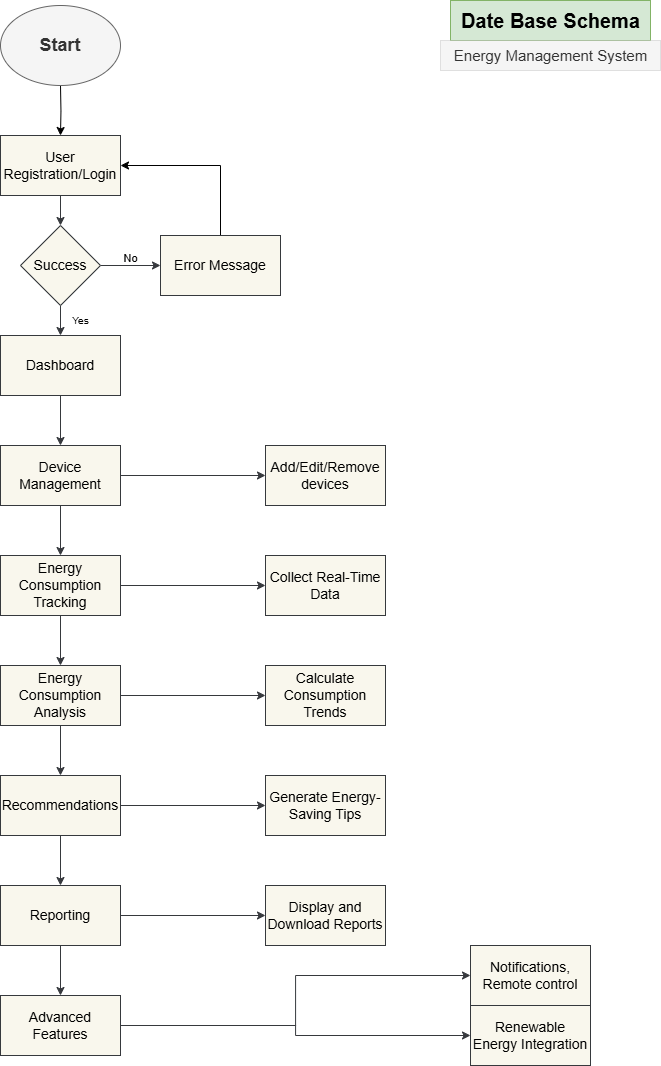 Start
Date Base Schema
Energy Management System
User
Registration/Login
Success
No
Error Message
Yes
Dashboard
Device
Management
Add/Edit/Remove
devices
Energy
Consumption
Tracking
Collect Real-Time
Data
Energy
Consumption
Analysis
Calculate
Consumption
Trends
Recommendations
Generate Energy-
Saving Tips
Reporting
Display and
Download Reports
Advanced
Features
Notifications,
Remote control
Renewable
Energy Integration